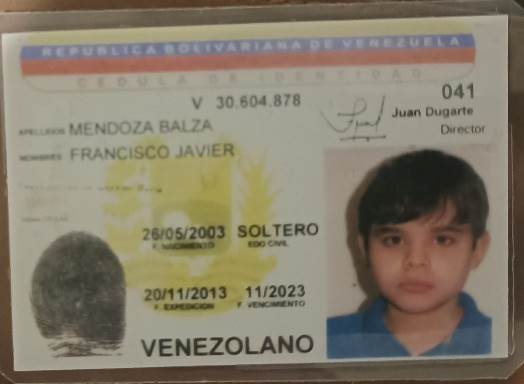 REPUBLICA BOLIVARIANA DE VENEZUELA
CEDULA DE IDENTIDAD
V 30.604.878
041
Juan Dugarte
Director
APELLIDOS MENDOZA BALZA
NOMBRES FRANCISCO JAVIER
26/05/2003 SOLTERO
F. NACIMIENTO EDO CIVIL
20/11/2013 11/2023
F. EXPEDICION F. VENCIMIENTO
VENEZOLANO